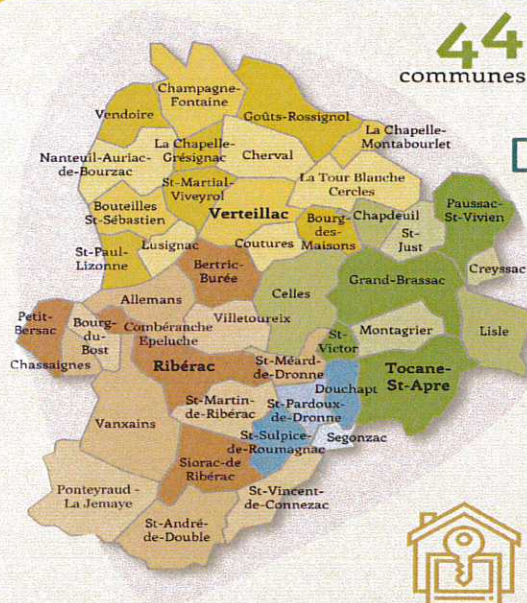 44
communes
Champagne-
Fontaine
Vendoire
Goûts-Rossignol
La Chapelle-
Montabourlet
La Chapelle-
Grésignac
Cherval
Nanteuil-Auriac-
de-Bourzac
St-Martial-
Viveyrol
La Tour Blanche
Cercles
Bouteilles
St-Sébastien
Verteillac
Bourg-
des-
Maisons
Chapdeuil
Paussac-
St-Vivien
St-
Just
St-Paul-
Lizonne
Lusignac
Coutures
Creyssac
Bertric-
Burée
Grand-Brassac
Allemans
Celles
Petit-
Bersac
Bourg-
du-
Bost
Villetoureix
Montagrier
Lisle
Combéranche
Epeluche
St-
Victor
Chassaignes
Ribérac
St-Méard-
de-Dronne
Tocane-
St-Apre
Douchapt
St-Martin-
de-Ribérac
St-Pardoux-
de-Dronne
Vanxains
St-Sulpice-
de-Roumagnac
Segonzac
Siorac-de
Ribérac
Ponteyraud -
La Jemaye
St-Vincent-
de-Connezac
St-André-
de-Double